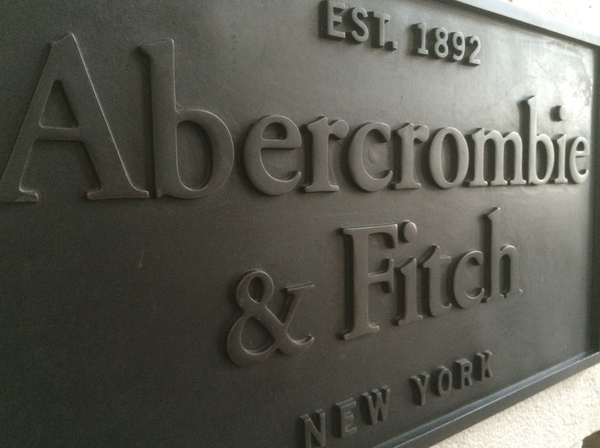 EST. 1892
Abercrombie
& Fitch
NEW YORK